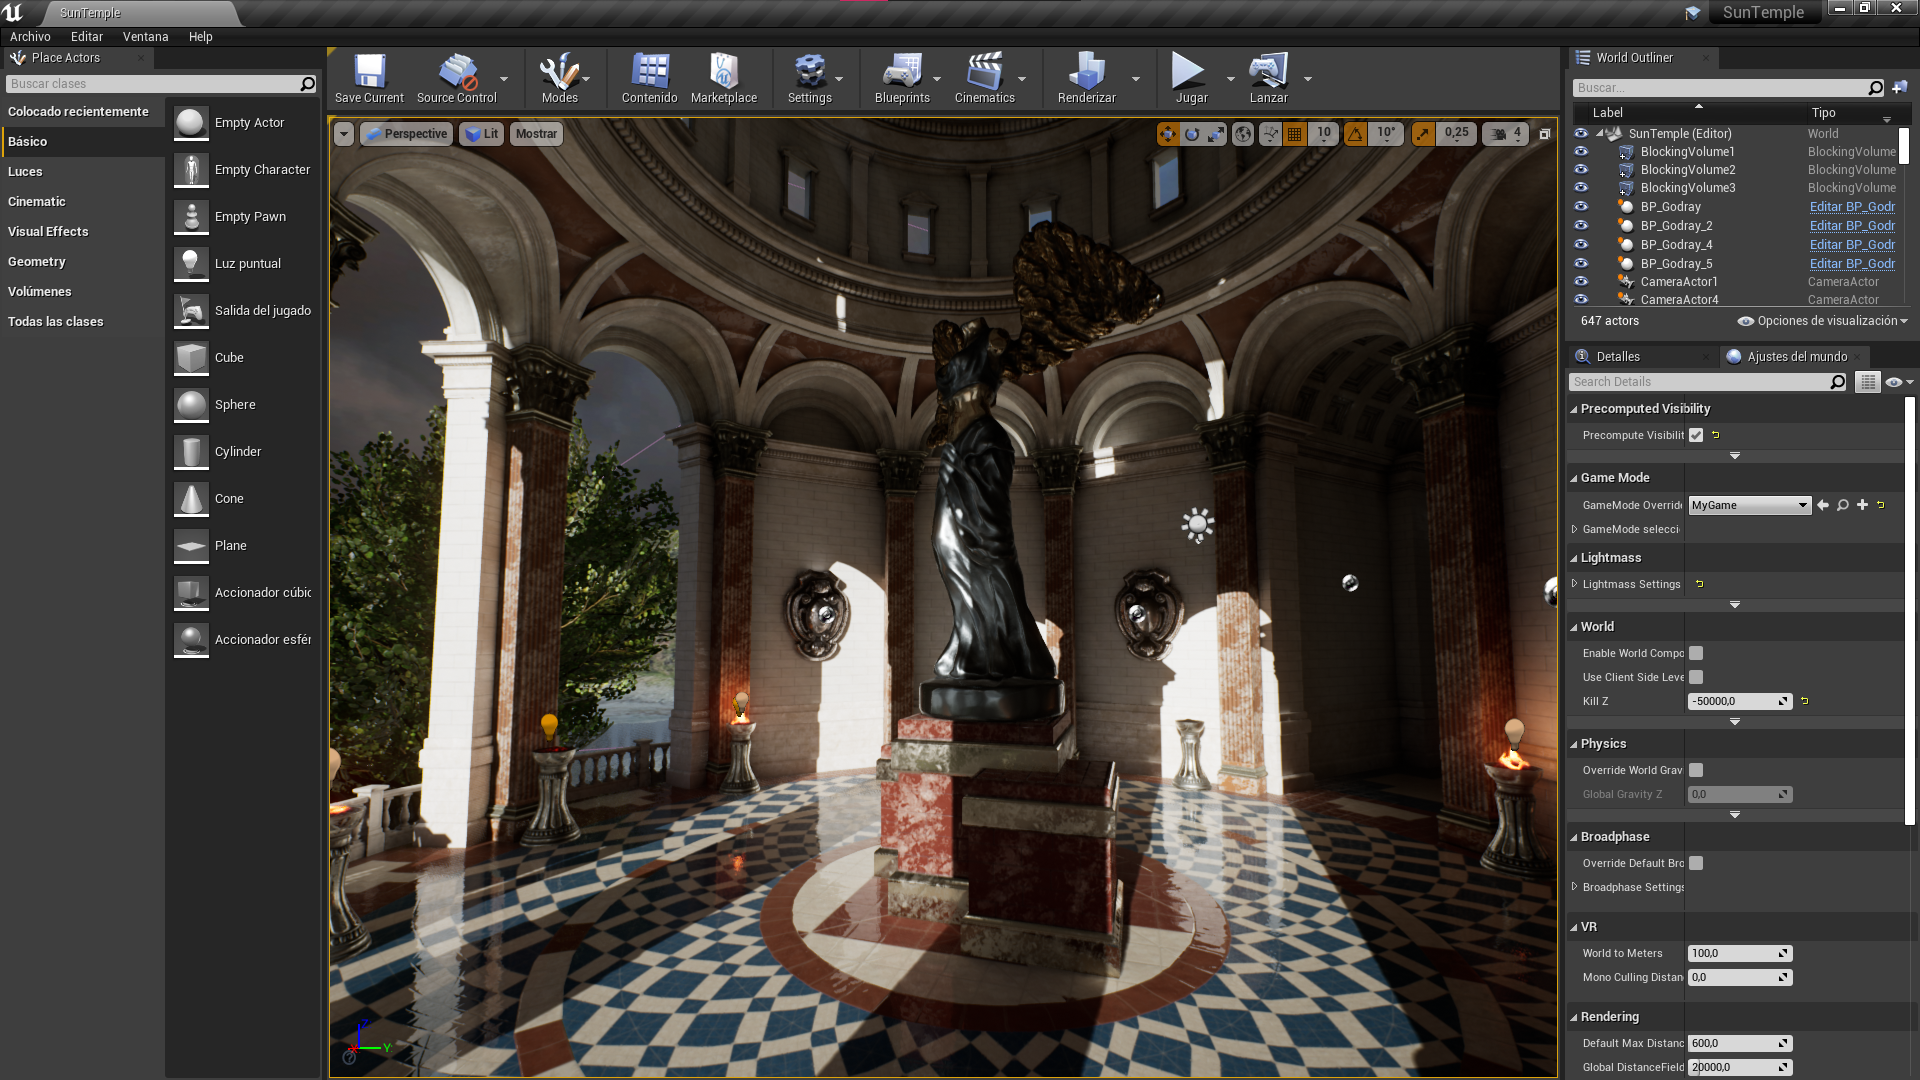 SunTemple
SunTemple
Archivo Editar Ventana Help
Place Actors
Buscar clases
Colocado recientemente
Básico
Luces
Cinematic
Visual Effects
Geometry
Volúmenes
Todas las clases
Empty Actor
Empty Character
Empty Pawn
Luz puntual
Salida del jugado
Cube
Sphere
Cylinder
Cone
Plane
Accionador cúbic
Accionador esfér
Save Current
Source Control
Modes
Contenido
Marketplace
Settings
Blueprints
Cinematics
Renderizar
Jugar
Lanzar
Perspective
Lit
Mostrar
10
10°
0,25
4
Z
Y
World Outliner
Buscar...
Label Tipo
SunTemple (Editor) World
BlockingVolume1 BlockingVolume
BlockingVolume2 BlockingVolume
BlockingVolume3 BlockingVolume
BP_Godray Editar BP_Godr
BP_Godray_2 Editar BP_Godr
BP_Godray_4 Editar BP_Godr
BP_Godray_5 Editar BP_Godr
CameraActor1 CameraActor
CameraActor4 CameraActor
647 actors Opciones de visualización
Detalles Ajustes del mundo
Search Details
Precomputed Visibility
Precompute Visibilit
Game Mode
GameMode Override MyGame
GameMode selecci
Lightmass
Lightmass Settings
World
Enable World Compo
Use Client Side Leve
Kill Z -50000,0
Physics
Override World Grav
Global Gravity Z 0,0
Broadphase
Override Default Bro
Broadphase Settings
VR
World to Meters 100,0
Mono Culling Distan 0,0
Rendering
Default Max Distanc 600,0
Global DistanceField 20000,0